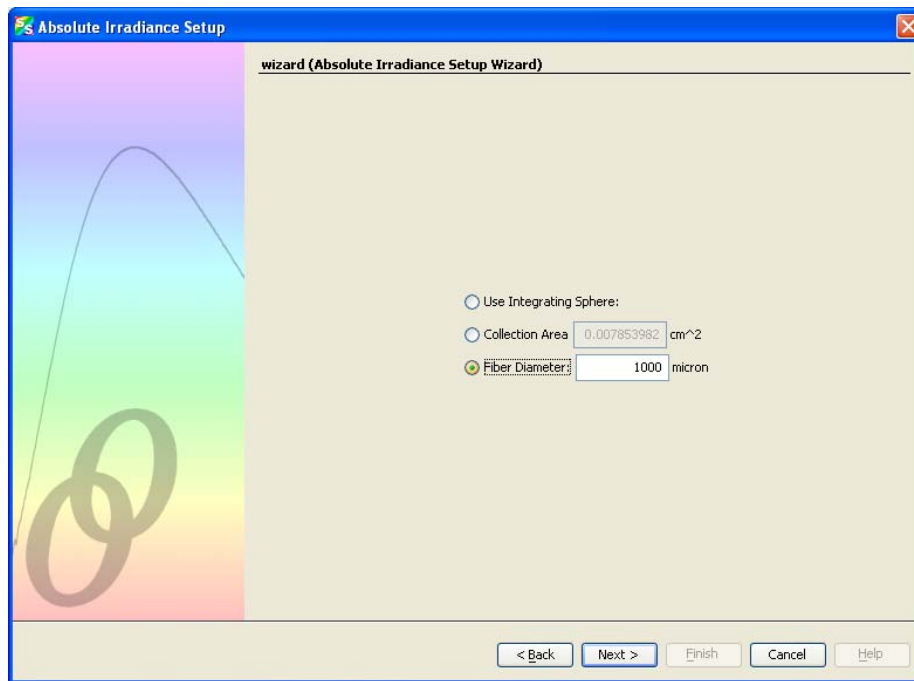 Absolute Irradiance Setup
wizard (Absolute Irradiance Setup Wizard)
Use Integrating Sphere:
Collection Area 0.007853982 cm^2
Fiber Diameter: 1000 micron
< Back Next > Finish Cancel Help